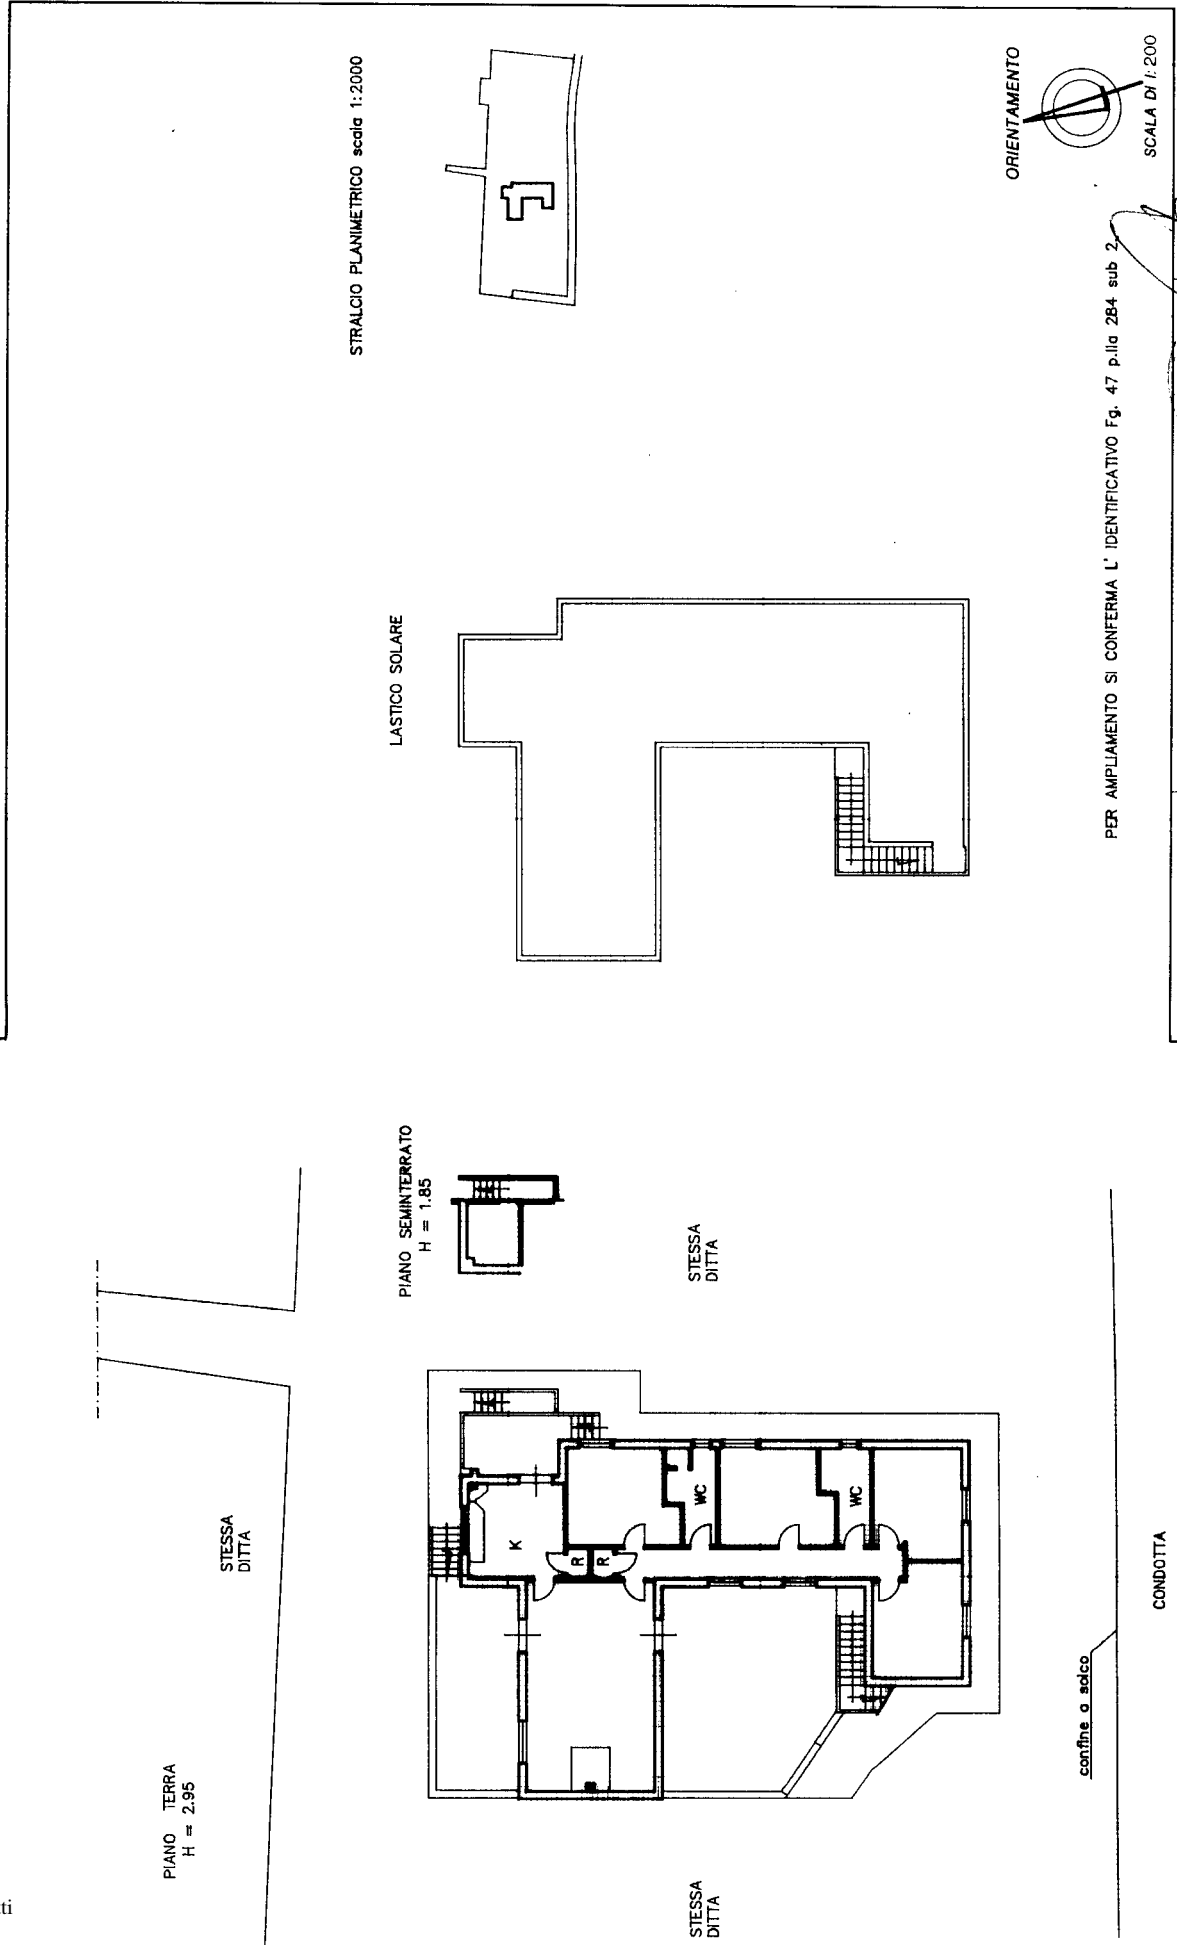 STRALCIO PLANIMETRICO scala 1:2000
ORIENTAMENTO
SCALA DI 1:200
LASTICO SOLARE
PER AMPLIAMENTO SI CONFERMA L' IDENTIFICATIVO Fg. 47 p.lla 284 sub 2
PIANO SEMINTERRATO
H = 1.85
STESSA
DITTA
STESSA
DITTA
PIANO TERRA
H = 2.95
K
R
R
WC
WC
STESSA
DITTA
confine a solco
CONDOTTA
ti